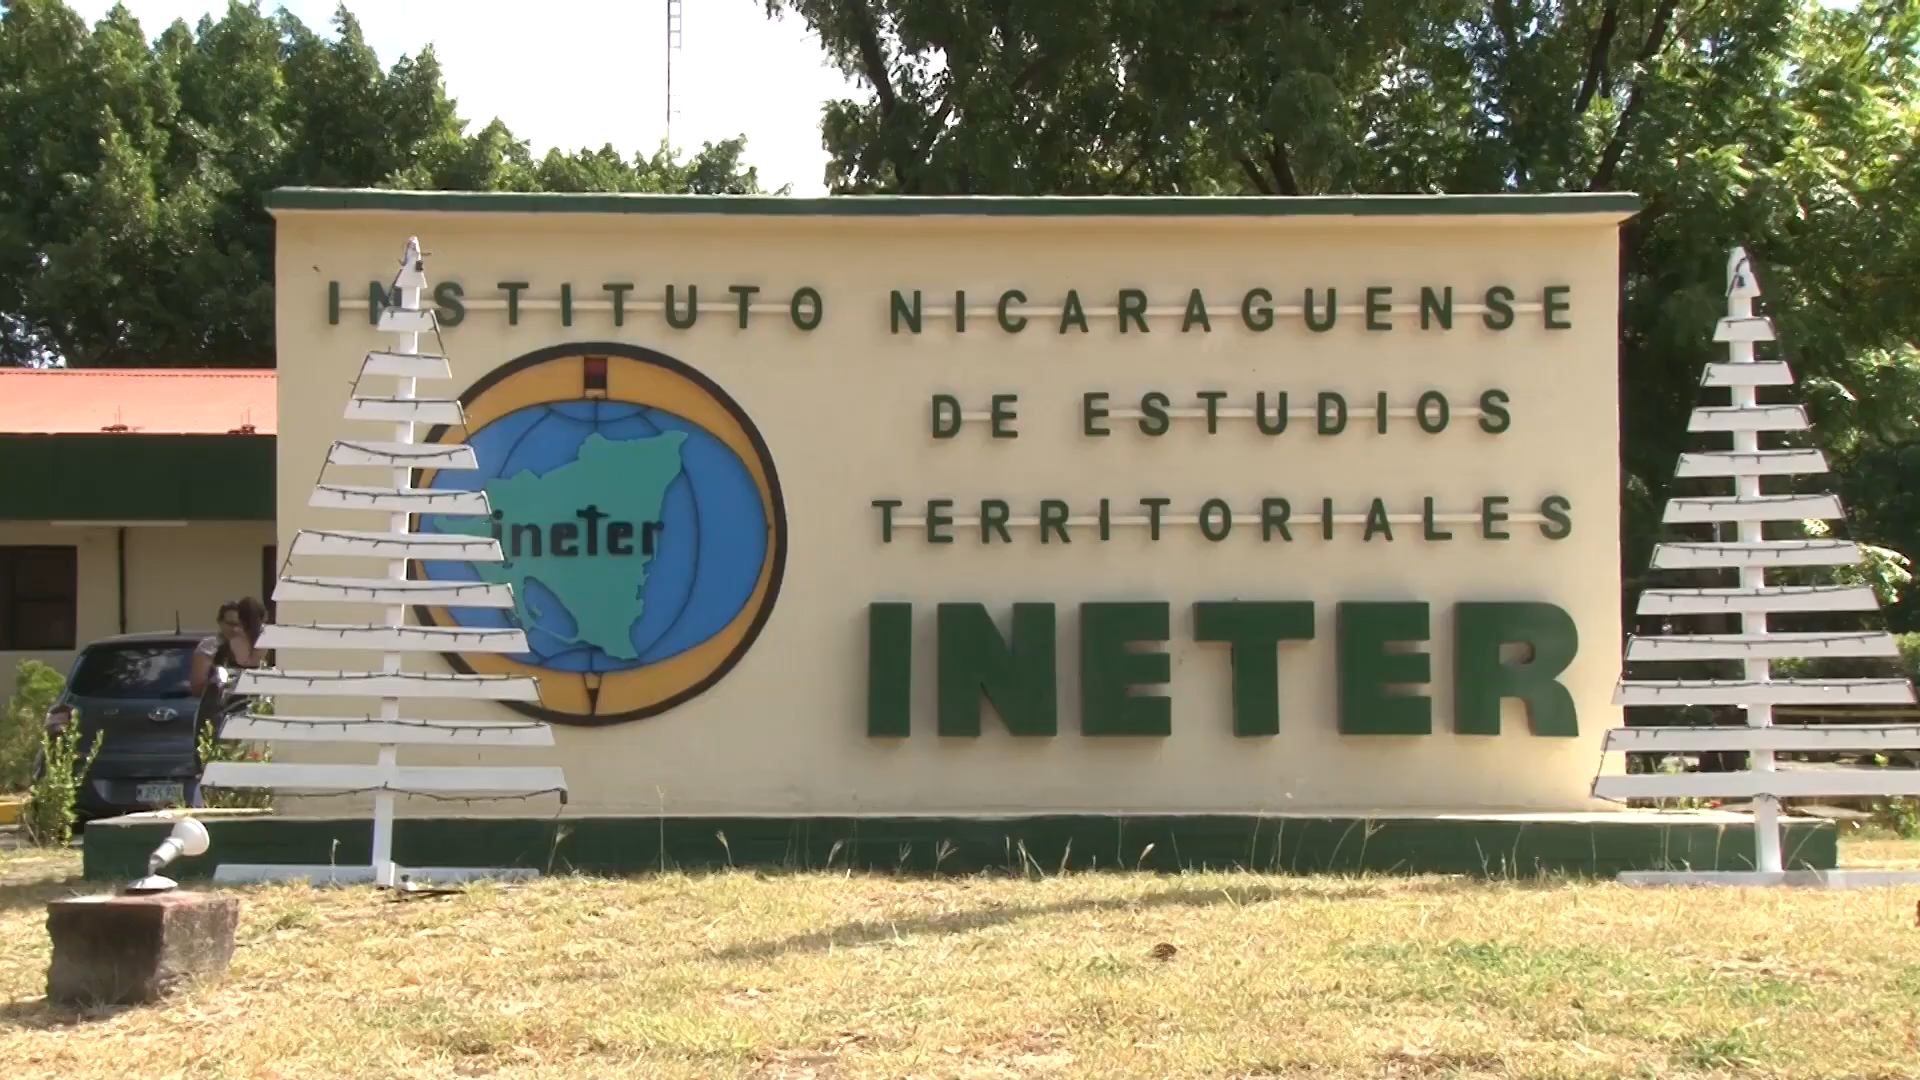 INSTITUTO NICARAGUENSE
DE ESTUDIOS
TERRITORIALES
INETER
ineter